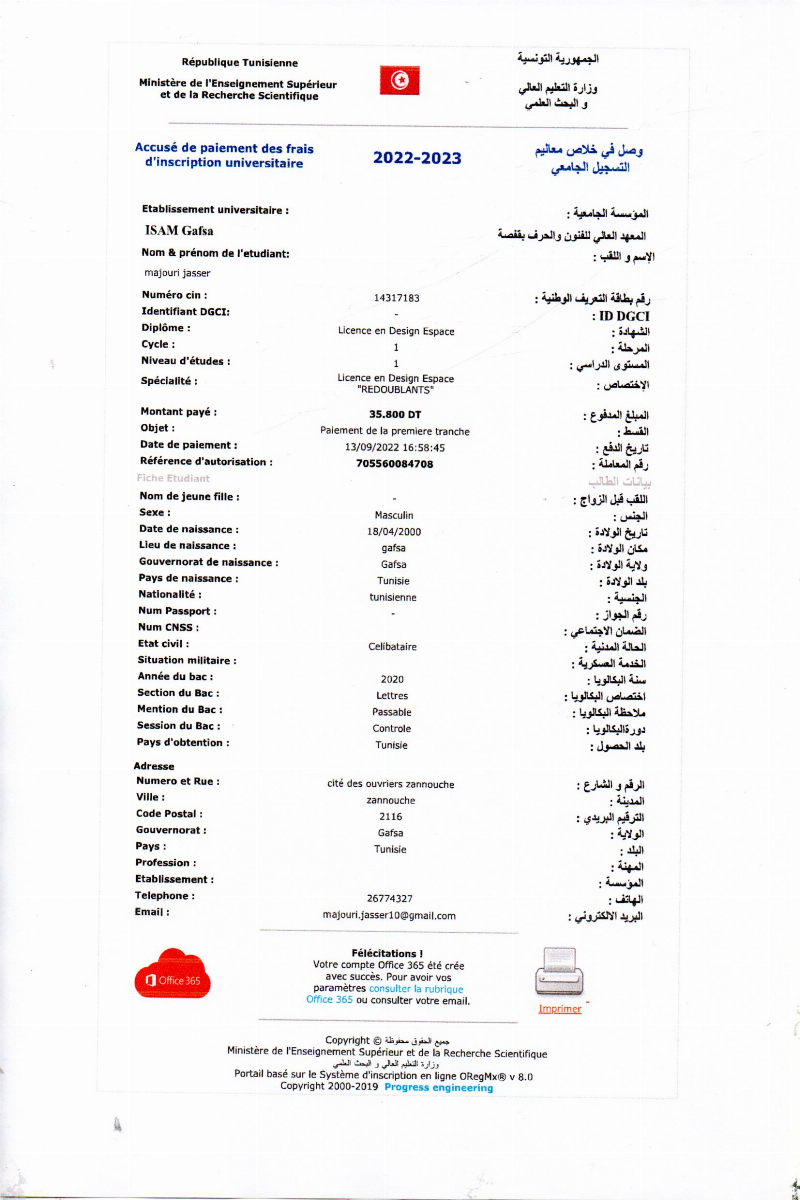 République Tunisienne
الجمهورية التونسية
Ministère de l'Enseignement Supérieur
et de la Recherche Scientifique
وزارة التعليم العالي
و البحث العلمي
Accusé de paiement des frais
d'inscription universitaire
2022-2023
وصل في خلاص معاليم
التسجيل الجامعي
Etablissement universitaire :
المؤسسة الجامعية :
ISAM Gafsa
المعهد العالي للفنون والحرف بقفصة
Nom & prénom de l'etudiant:
الإسم و اللقب :
majouri jasser
Numéro cin : 14317183 رقم بطاقة التعريف الوطنية :
Identifiant DGCI: - ID DGCI :
Diplôme : Licence en Design Espace الشهادة :
Cycle : 1 المرحلة :
Niveau d'études : 1 المستوى الدراسي :
Spécialité : Licence en Design Espace
"REDOUBLANTS" الإختصاص :
Montant payé : 35.800 DT المبلغ المدفوع :
Objet : Paiement de la premiere tranche القسط :
Date de paiement : 13/09/2022 16:58:45 تاريخ الدفع :
Référence d'autorisation : 705560084708 رقم المعاملة :
Fiche Etudiant بيانات الطالب
Nom de jeune fille : - اللقب قبل الزواج :
Sexe : Masculin الجنس :
Date de naissance : 18/04/2000 تاريخ الولادة :
Lieu de naissance : gafsa مكان الولادة :
Gouvernorat de naissance : Gafsa ولاية الولادة :
Pays de naissance : Tunisie بلد الولادة :
Nationalité : tunisienne الجنسية :
Num Passport : - رقم الجواز :
Num CNSS : الضمان الاجتماعي :
Etat civil : Celibataire الحالة المدنية :
Situation militaire : الخدمة العسكرية :
Année du bac : 2020 سنة البكالويا :
Section du Bac : Lettres اختصاص البكالويا :
Mention du Bac : Passable ملاحظة البكالويا :
Session du Bac : Controle دورةالبكالويا :
Pays d'obtention : Tunisie بلد الحصول :
Adresse
Numero et Rue : cité des ouvriers zannouche الرقم و الشارع :
Ville : zannouche المدينة :
Code Postal : 2116 الترقيم البريدي :
Gouvernorat : Gafsa الولاية :
Pays : Tunisie البلد :
Profession : المهنة :
Etablissement : المؤسسة :
Telephone : 26774327 الهاتف :
Email : majouri.jasser10@gmail.com البريد الالكتروني :
Office 365
Félécitations !
Votre compte Office 365 été crée
avec succès. Pour avoir vos
paramètres consulter la rubrique
Office 365 ou consulter votre email.
Imprimer
Copyright © جميع الحقوق محفوظة
Ministère de l'Enseignement Supérieur et de la Recherche Scientifique
وزارة التعليم العالي و البحث العلمي
Portail basé sur le Système d'inscription en ligne ORegMx® v 8.0
Copyright 2000-2019 Progress engineering